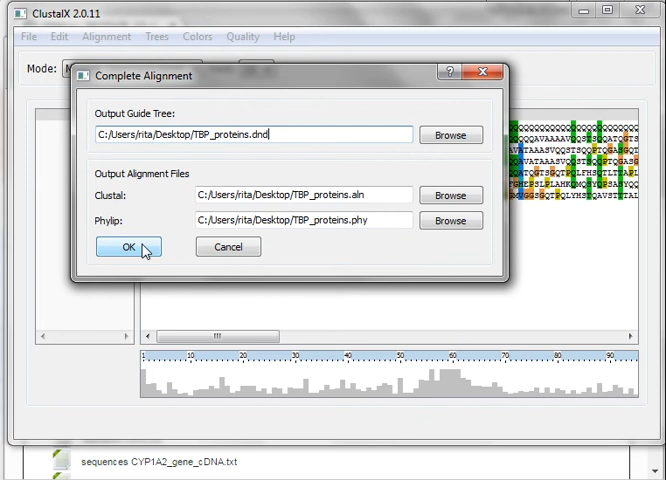 ClustalX 2.0.11
File Edit Alignment Trees Colors Quality Help
Mode:
Complete Alignment
Output Guide Tree:
C:/Users/rita/Desktop/TBP_proteins.dnd
Browse
Output Alignment Files
Clustal: C:/Users/rita/Desktop/TBP_proteins.aln Browse
Phylip: C:/Users/rita/Desktop/TBP_proteins.phy Browse
OK Cancel
1 10 20 30 40 50 60 70 80 90
sequences CYP1A2_gene_cDNA.txt